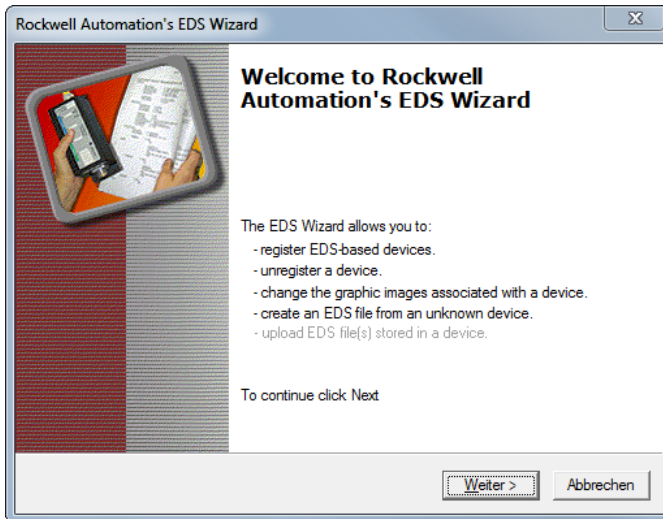 Rockwell Automation's EDS Wizard
Welcome to Rockwell
Automation's EDS Wizard
The EDS Wizard allows you to:
- register EDS-based devices.
- unregister a device.
- change the graphic images associated with a device.
- create an EDS file from an unknown device.
- upload EDS file(s) stored in a device.
To continue click Next
Weiter >
Abbrechen